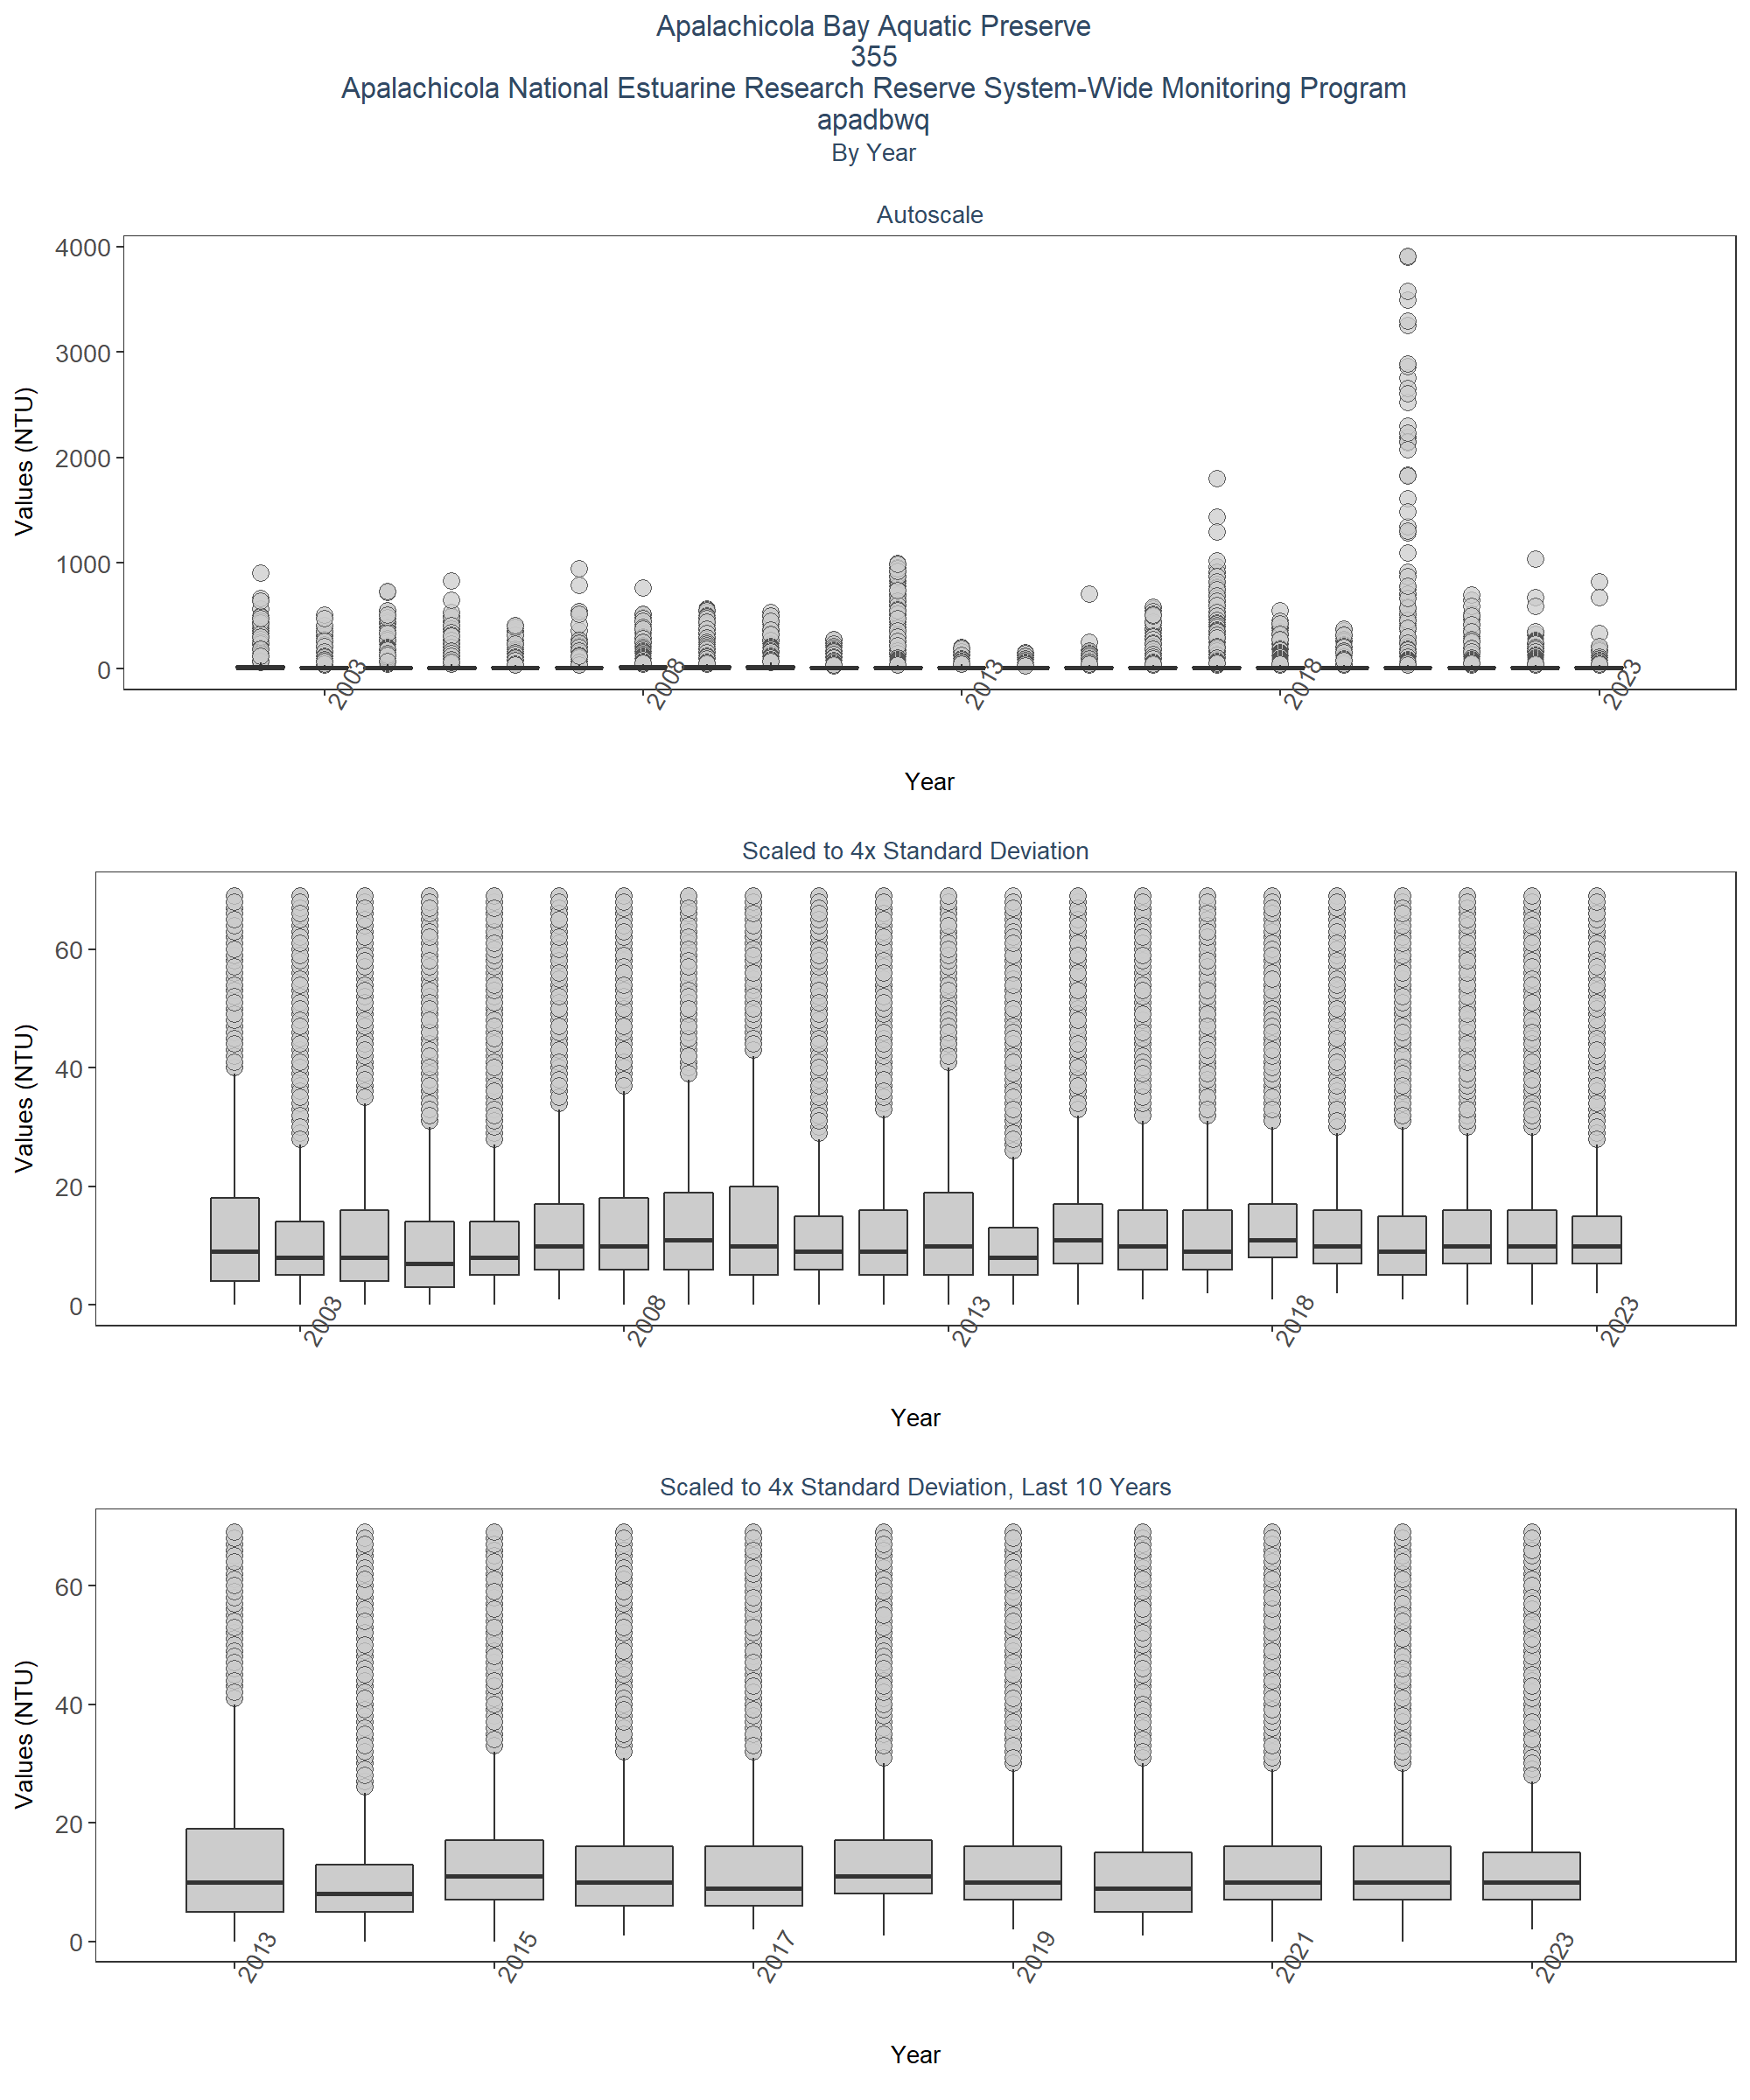 Apalachicola Bay Aquatic Preserve
355
Apalachicola National Estuarine Research Reserve System-Wide Monitoring Program
apadbwq
By Year
Autoscale
Values (NTU)
4000
3000
2000
1000
0
2003 2008 2013 2018 2023
Year
Scaled to 4x Standard Deviation
Values (NTU)
60
40
20
0
2003 2008 2013 2018 2023
Year
Scaled to 4x Standard Deviation, Last 10 Years
Values (NTU)
60
40
20
0
2013 2015 2017 2019 2021 2023
Year